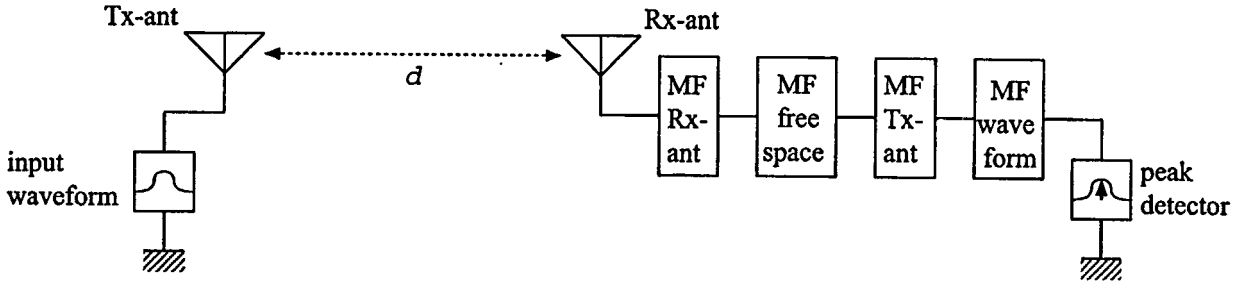 Tx-ant
Rx-ant
d
MF
Rx-
ant
MF
free
space
MF
Tx-
ant
MF
wave
form
input
waveform
peak
detector